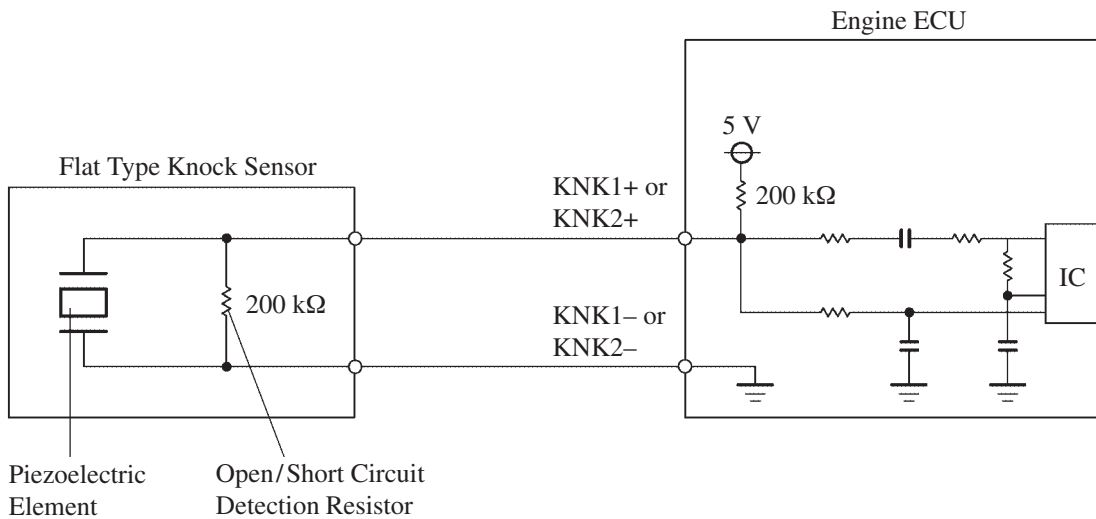 Engine ECU
5 V
Flat Type Knock Sensor
KNK1+ or
KNK2+
200 kΩ
IC
200 kΩ
KNK1– or
KNK2–
Piezoelectric
Element
Open/Short Circuit
Detection Resistor